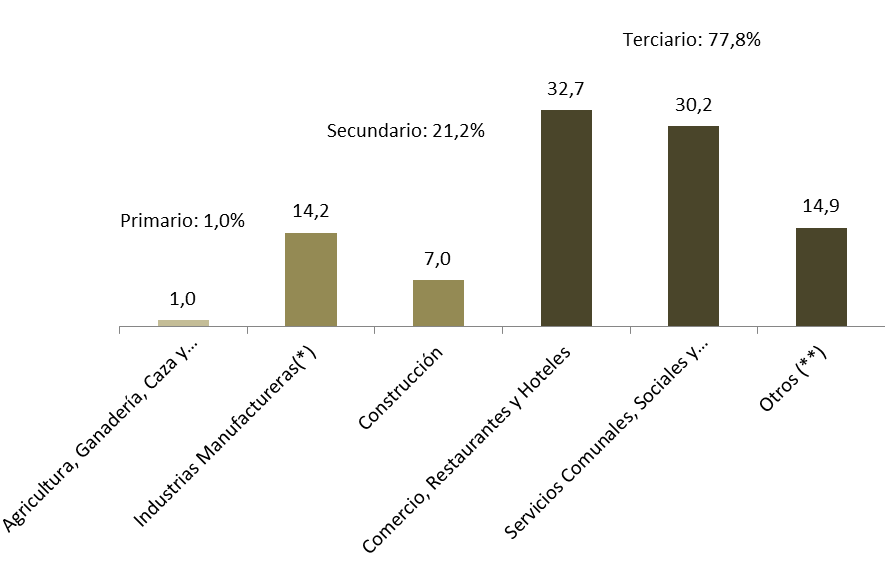 Terciario: 77,8%
32,7
30,2
Secundario: 21,2%
14,9
14,2
Primario: 1,0%
7,0
1,0
Agricultura, Ganadería, Caza y...
Industrias Manufactureras(*)
Construcción
Comercio, Restaurantes y Hoteles
Servicios Comunales, Sociales y...
Otros (**)